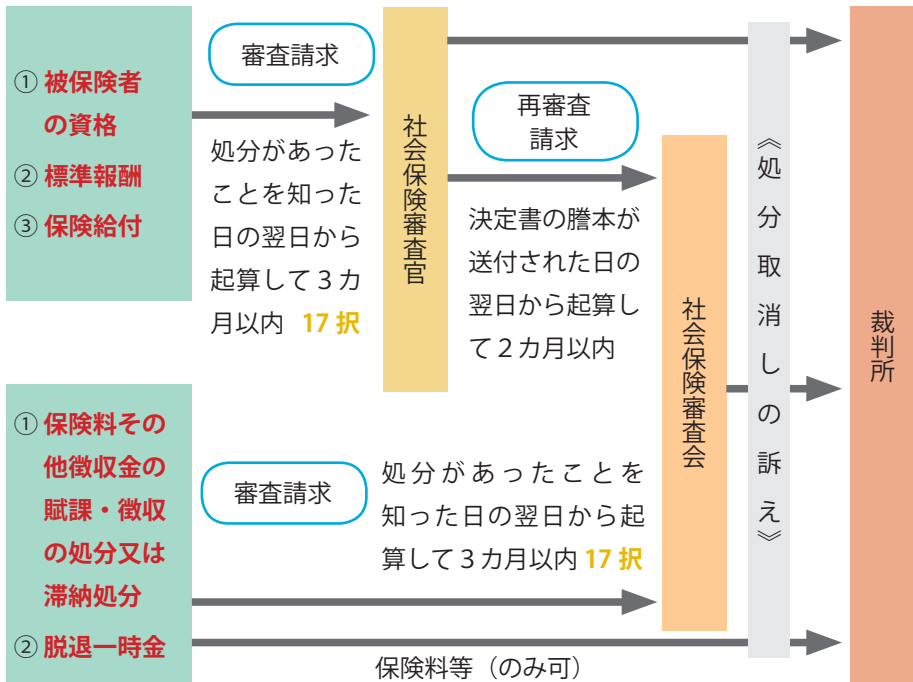 ① 被保険者
の資格
② 標準報酬
③ 保険給付
審査請求
処分があった
ことを知った
日の翌日から
起算して３カ
月以内 17 択
社会保険審査官
再審査
請求
決定書の謄本が
送付された日の
翌日から起算し
て２カ月以内
① 保険料その
他徴収金の
賦課・徴収
の処分又は
滞納処分
② 脱退一時金
審査請求
処分があったことを
知った日の翌日から起
算して３カ月以内 17 択
保険料等（のみ可）
社会保険審査会
《処分取消しの訴え》
裁判所